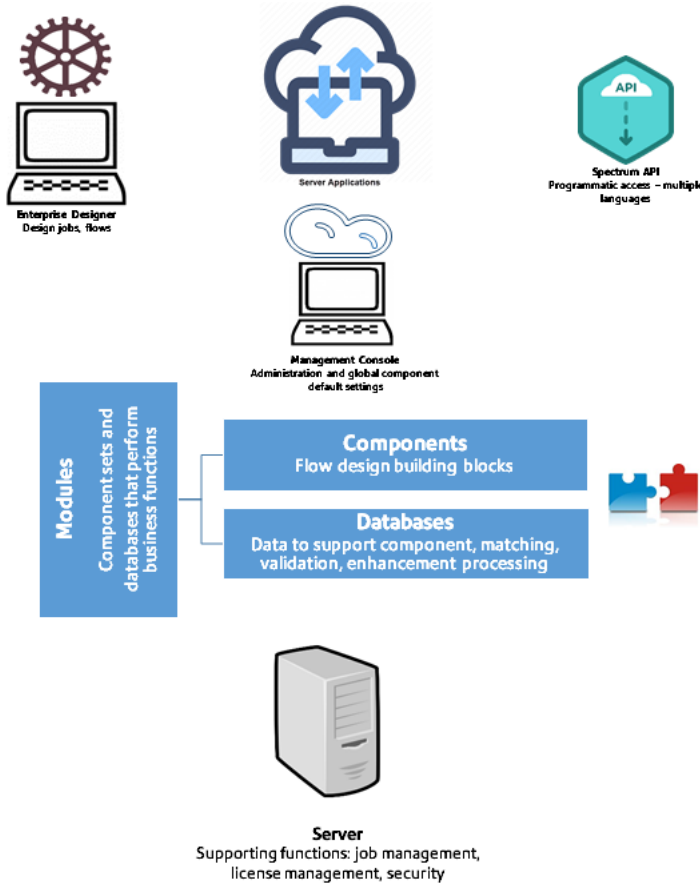 Enterprise Designer
Design jobs, flows
Server Applications
API
Spectrum API
Programmatic access – multiple
languages
Management Console
Administration and global component
default settings
Modules
Component sets and
databases that perform
business functions
Components
Flow design building blocks
Databases
Data to support component, matching,
validation, enhancement processing
Server
Supporting functions: job management,
license management, security